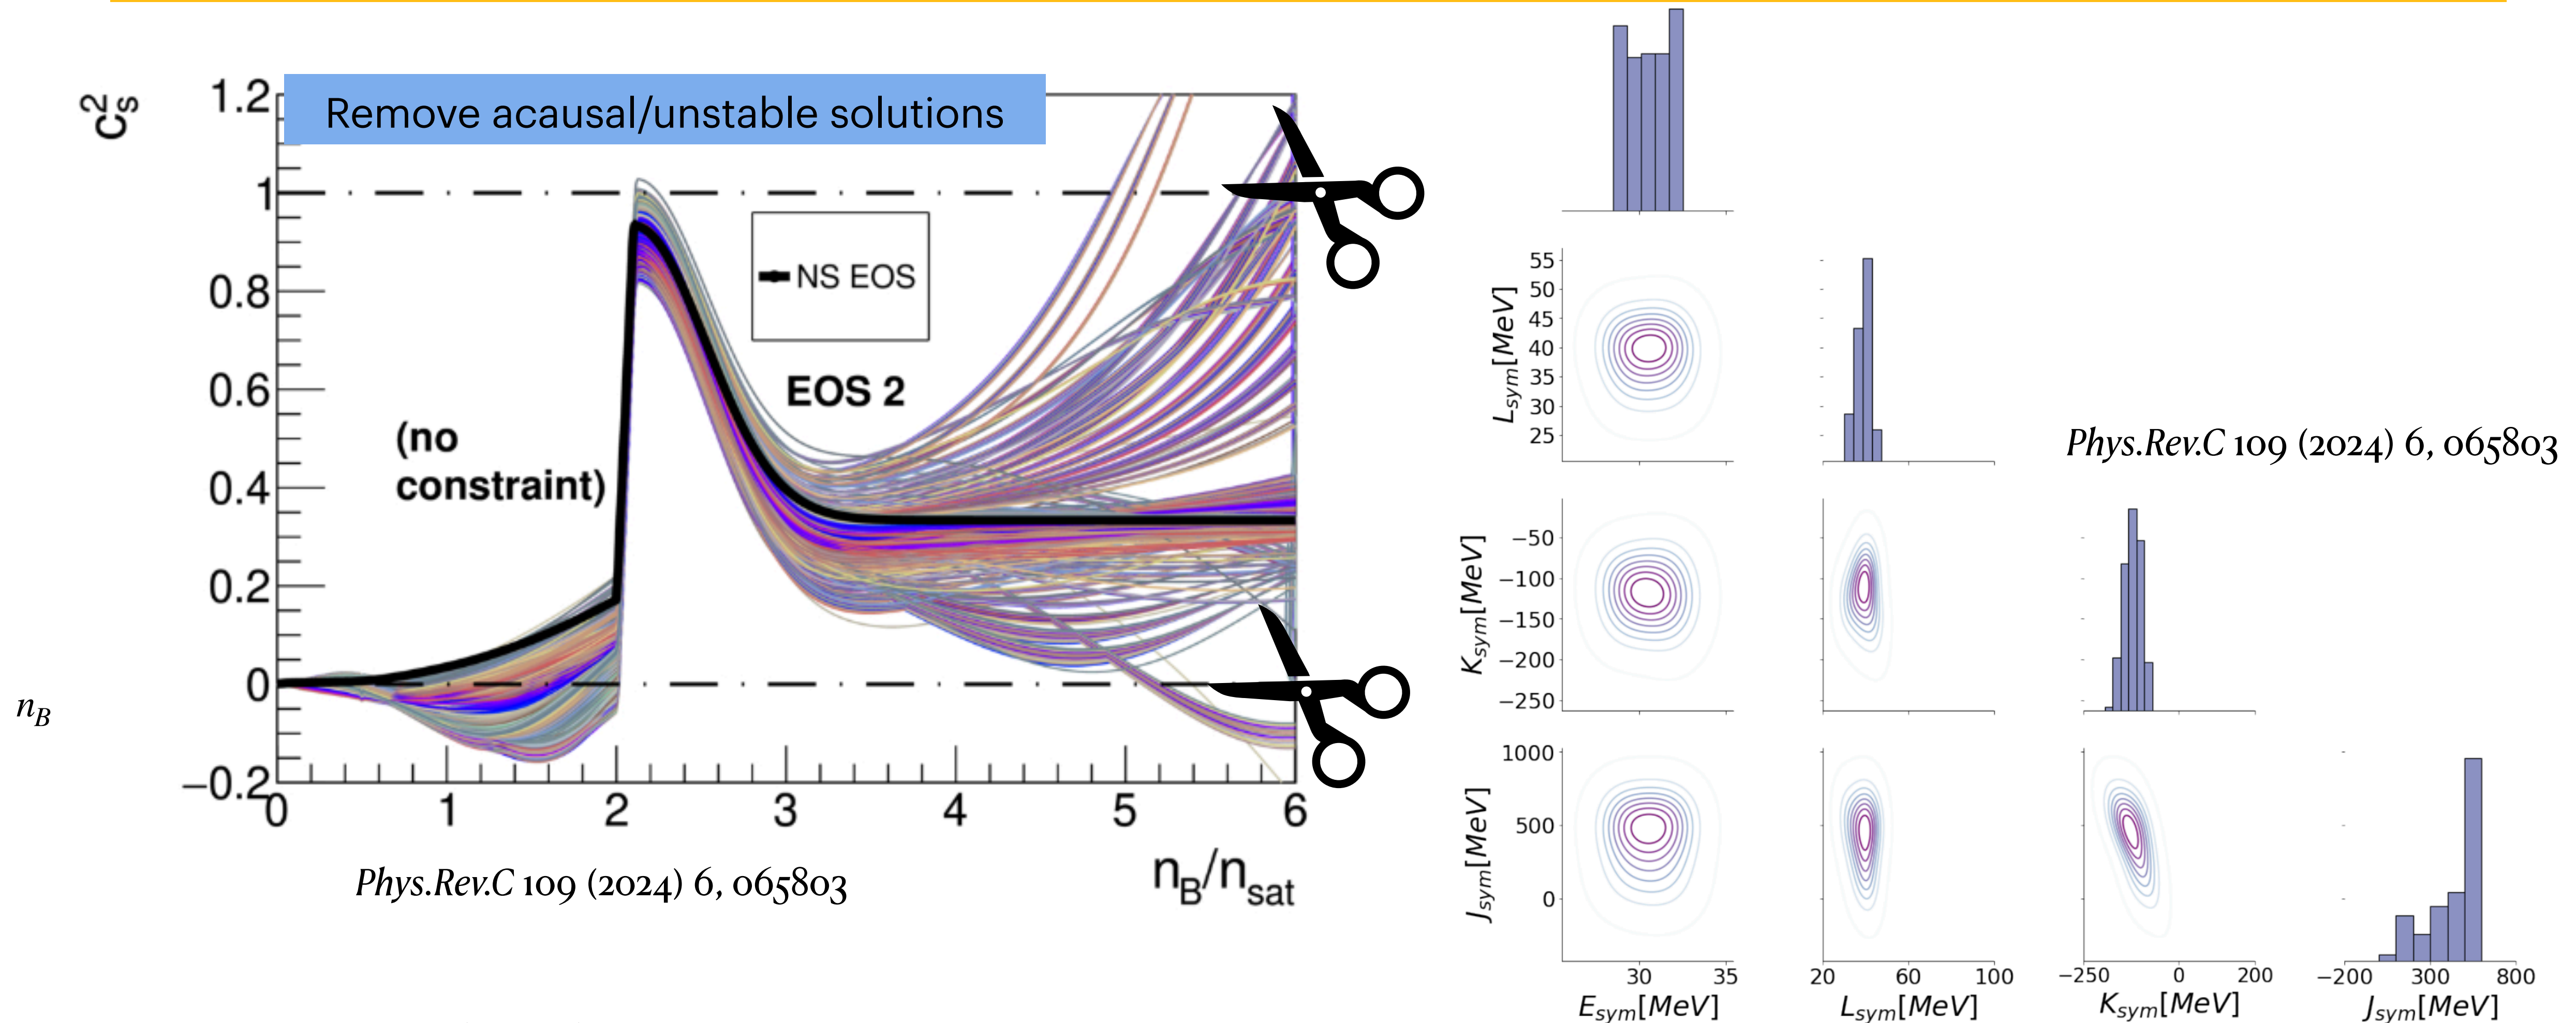 Remove acausal/unstable solutions
c_s^2
1.2
1
0.8
0.6
0.4
0.2
0
−0.2
NS EOS
EOS 2
(no
constraint)
n_B
0 1 2 3 4 5 6
n_B/n_sat
Phys.Rev.C 109 (2024) 6, 065803
L_sym[MeV]
55
50
45
40
35
30
25
Phys.Rev.C 109 (2024) 6, 065803
K_sym[MeV]
−50
−100
−150
−200
−250
J_sym[MeV]
1000
500
0
30 35
20 60 100
−250 0 200
−200 300 800
E_sym[MeV]
L_sym[MeV]
K_sym[MeV]
J_sym[MeV]